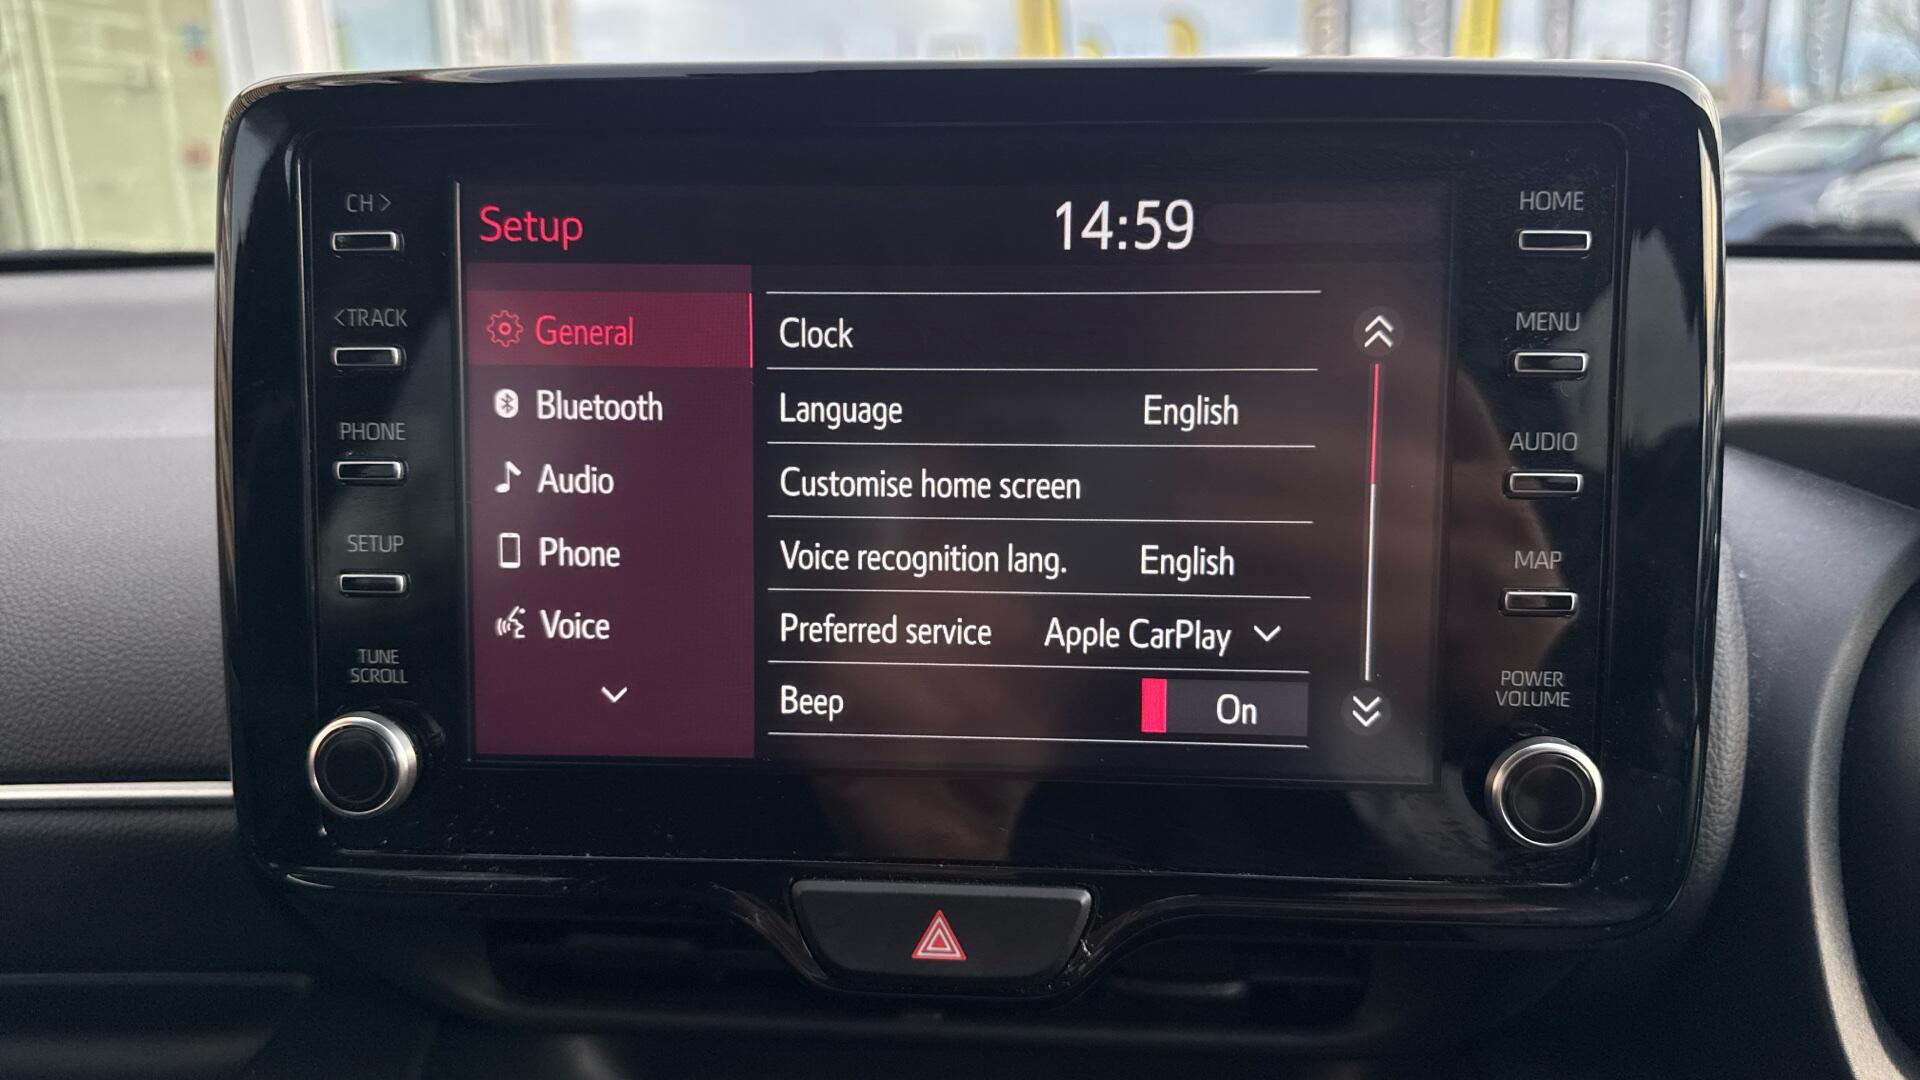 CH>
<TRACK
PHONE
SETUP
TUNE
SCROLL
Setup
14:59
General
Bluetooth
Audio
Phone
Voice
Clock
Language English
Customise home screen
Voice recognition lang. English
Preferred service Apple CarPlay
Beep On
HOME
MENU
AUDIO
MAP
POWER
VOLUME